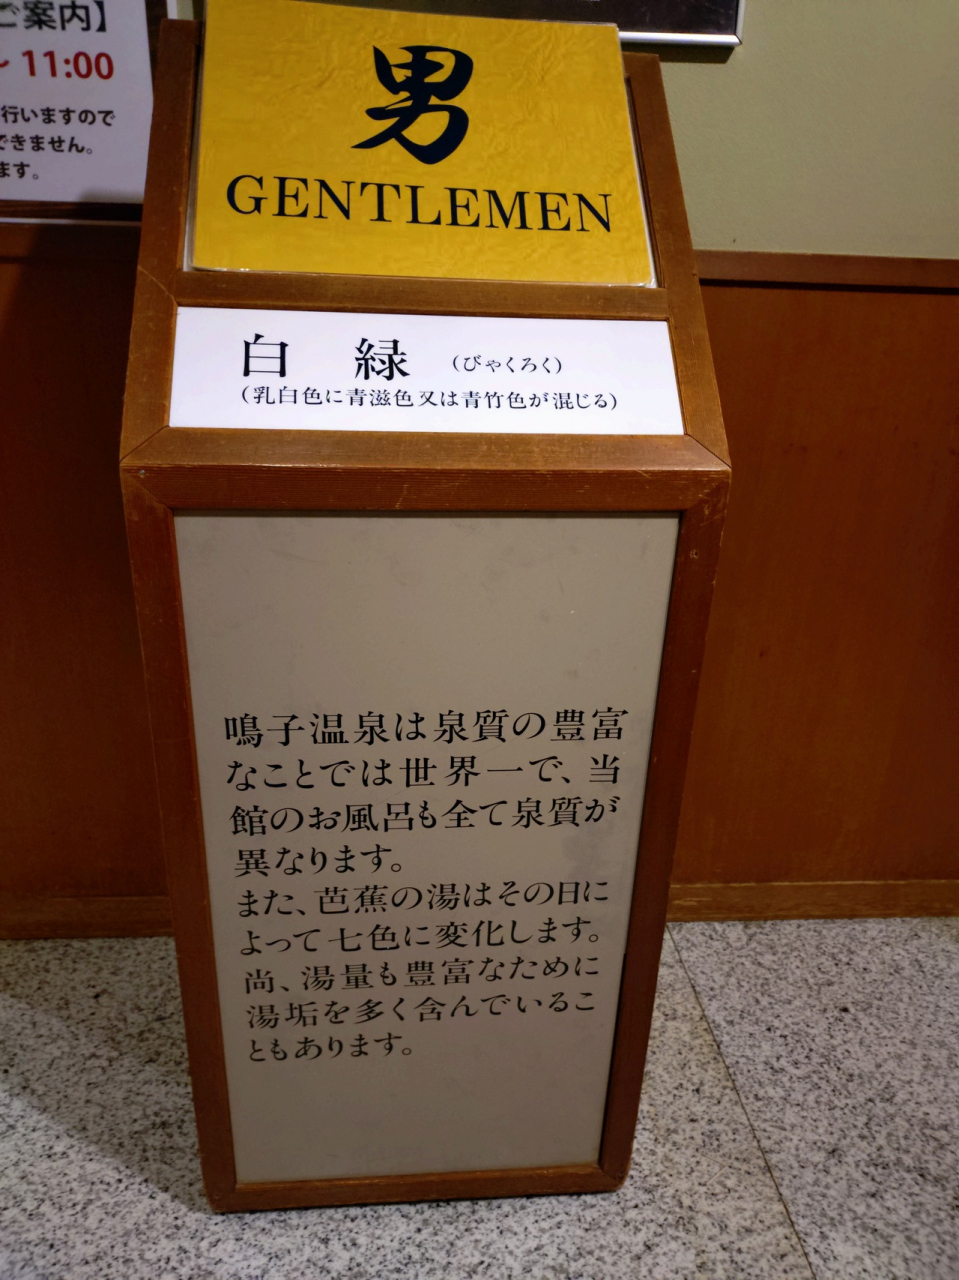 ご案内】
～ 11:00
行いますので
できません。
ます。
男
GENTLEMEN
白 緑 (びゃくろく)
(乳白色に青滋色又は青竹色が混じる)
鳴子温泉は泉質の豊富
なことでは世界一で、当
館のお風呂も全て泉質が
異なります。
また、芭蕉の湯はその日に
よって七色に変化します。
尚、湯量も豊富なために
湯垢を多く含んでいるこ
ともあります。